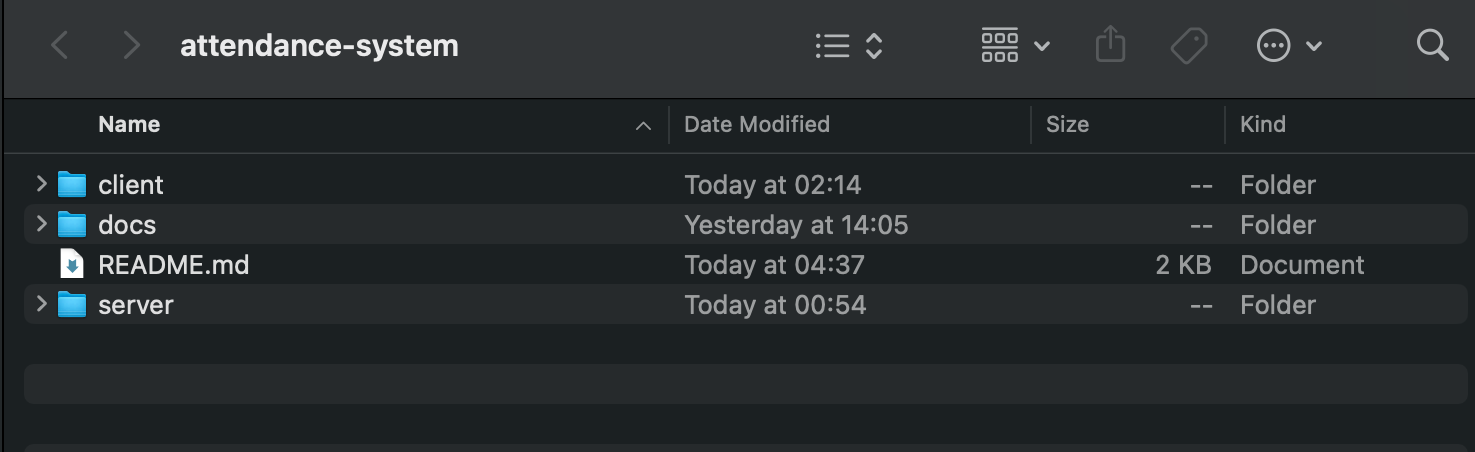 attendance-system
Name Date Modified Size Kind
client Today at 02:14 -- Folder
docs Yesterday at 14:05 -- Folder
README.md Today at 04:37 2 KB Document
server Today at 00:54 -- Folder